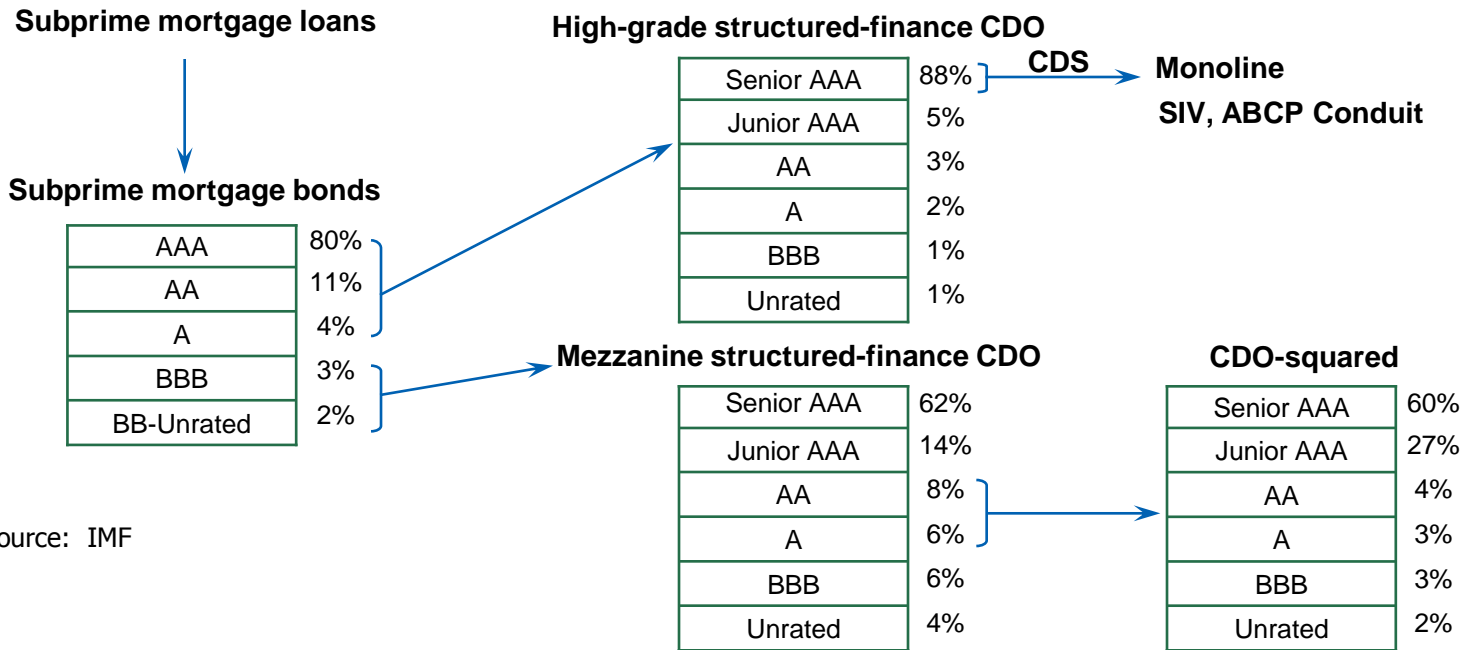 Subprime mortgage loans
Subprime mortgage bonds
AAA 80%
AA 11%
A 4%
BBB 3%
BB-Unrated 2%
High-grade structured-finance CDO
Senior AAA 88%
Junior AAA 5%
AA 3%
A 2%
BBB 1%
Unrated 1%
CDS
Monoline
SIV, ABCP Conduit
Mezzanine structured-finance CDO
Senior AAA 62%
Junior AAA 14%
AA 8%
A 6%
BBB 6%
Unrated 4%
CDO-squared
Senior AAA 60%
Junior AAA 27%
AA 4%
A 3%
BBB 3%
Unrated 2%
ource: IMF